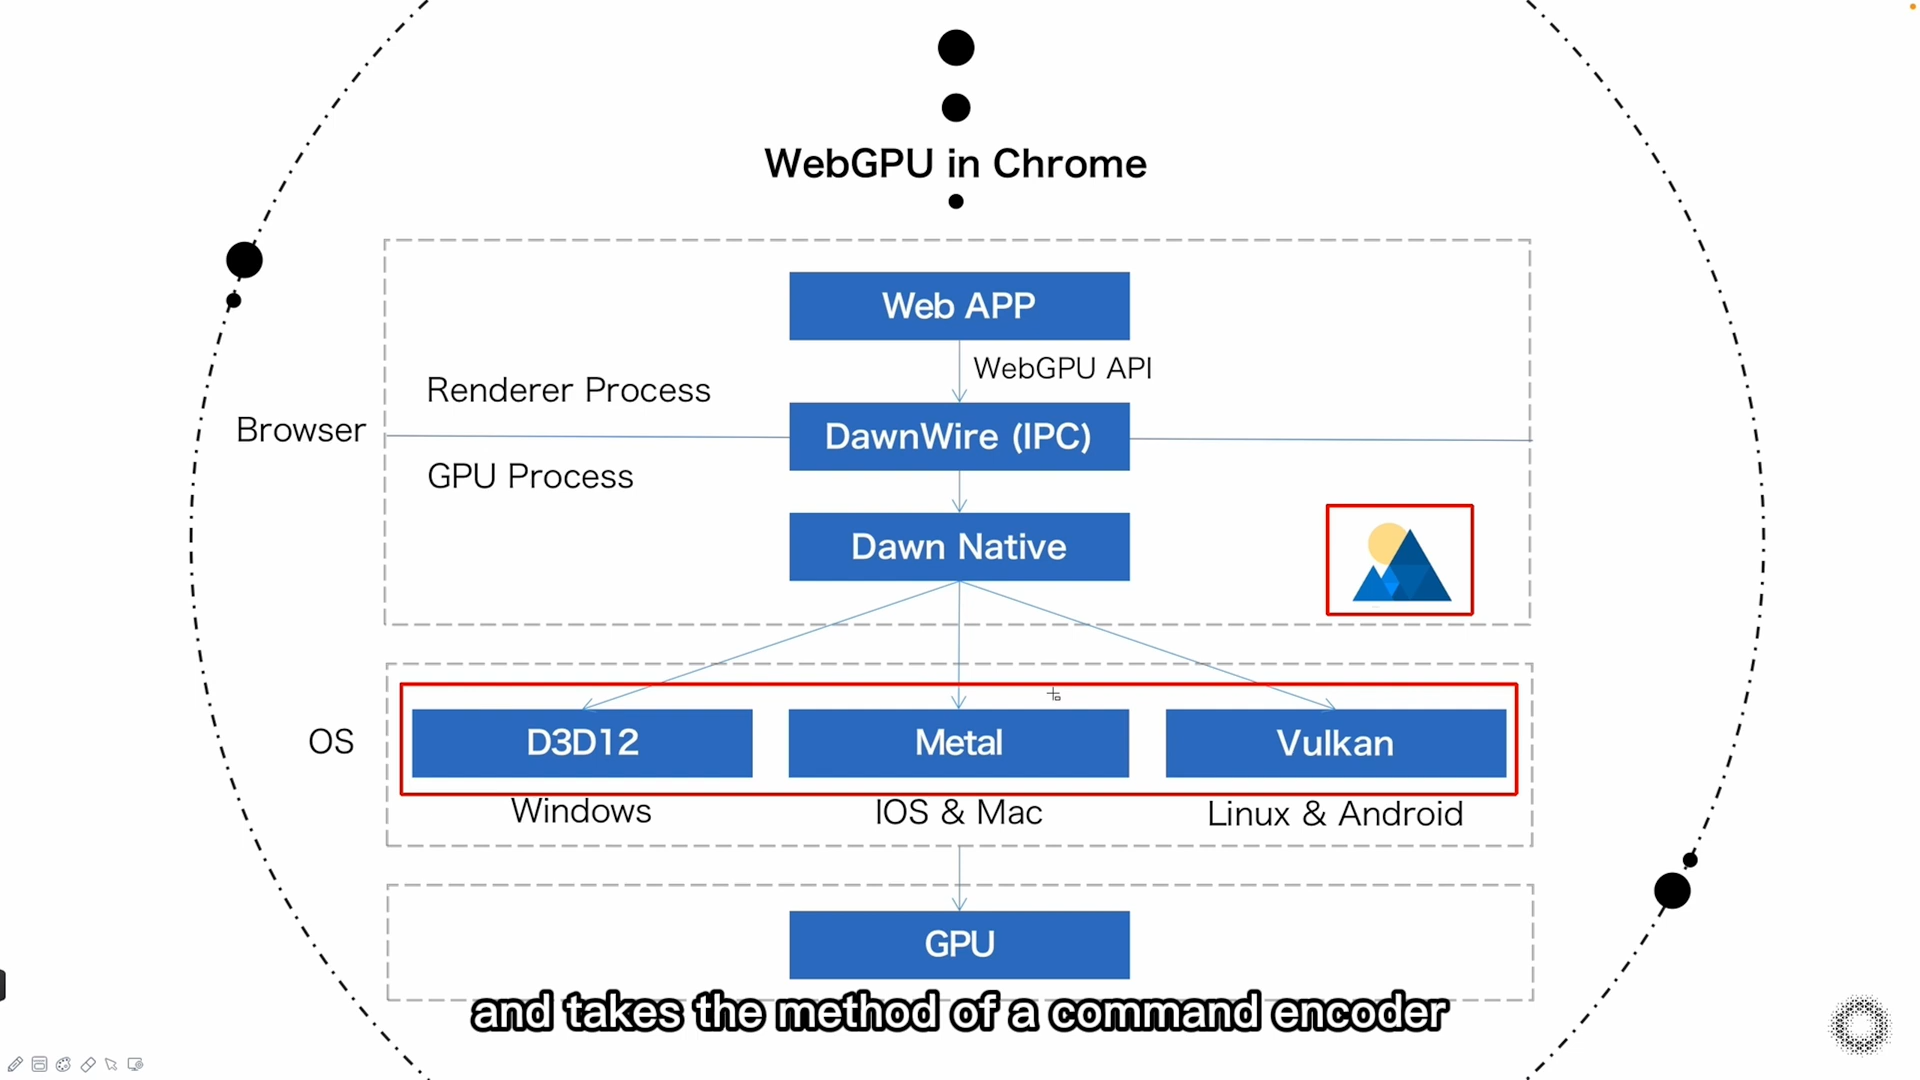 WebGPU in Chrome
Web APP
WebGPU API
Renderer Process
Browser
DawnWire (IPC)
GPU Process
Dawn Native
OS
D3D12
Metal
Vulkan
Windows
IOS & Mac
Linux & Android
GPU
and takes the method of a command encoder